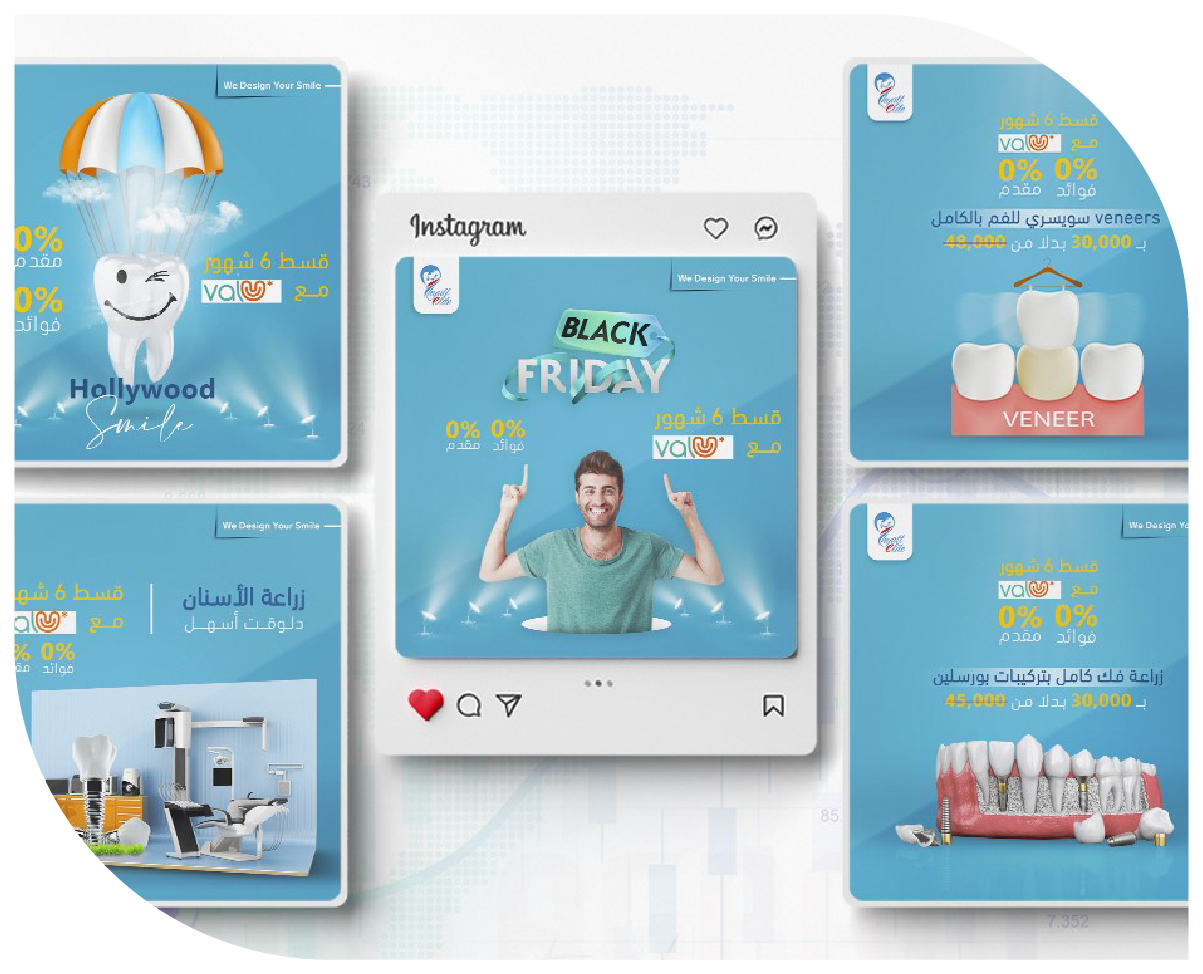 We Design Your Smile
0%
مقدم
0%
فوائد
قسط 6 شهور
مع valU*
Hollywood
Smile
We Design Your Smile
قسط 6 شهور
مع valU*
0%
فوائد
زراعة الأسنان
دلوقت أسهل
Instagram
We Design Your Smile
BLACK
FRIDAY
قسط 6 شهور
مع valU*
0% 0%
فوائد مقدم
قسط 6 شهور
مع valU*
0% 0%
فوائد مقدم
veneers سويسري للفم بالكامل
بـ 30,000 بدلا من 48,000
VENEER
We Design Yo
قسط 6 شهور
مع valU*
0% 0%
فوائد مقدم
زراعة فك كامل بتركيبات بورسلين
بـ 30,000 بدلا من 45,000
85.
7.352